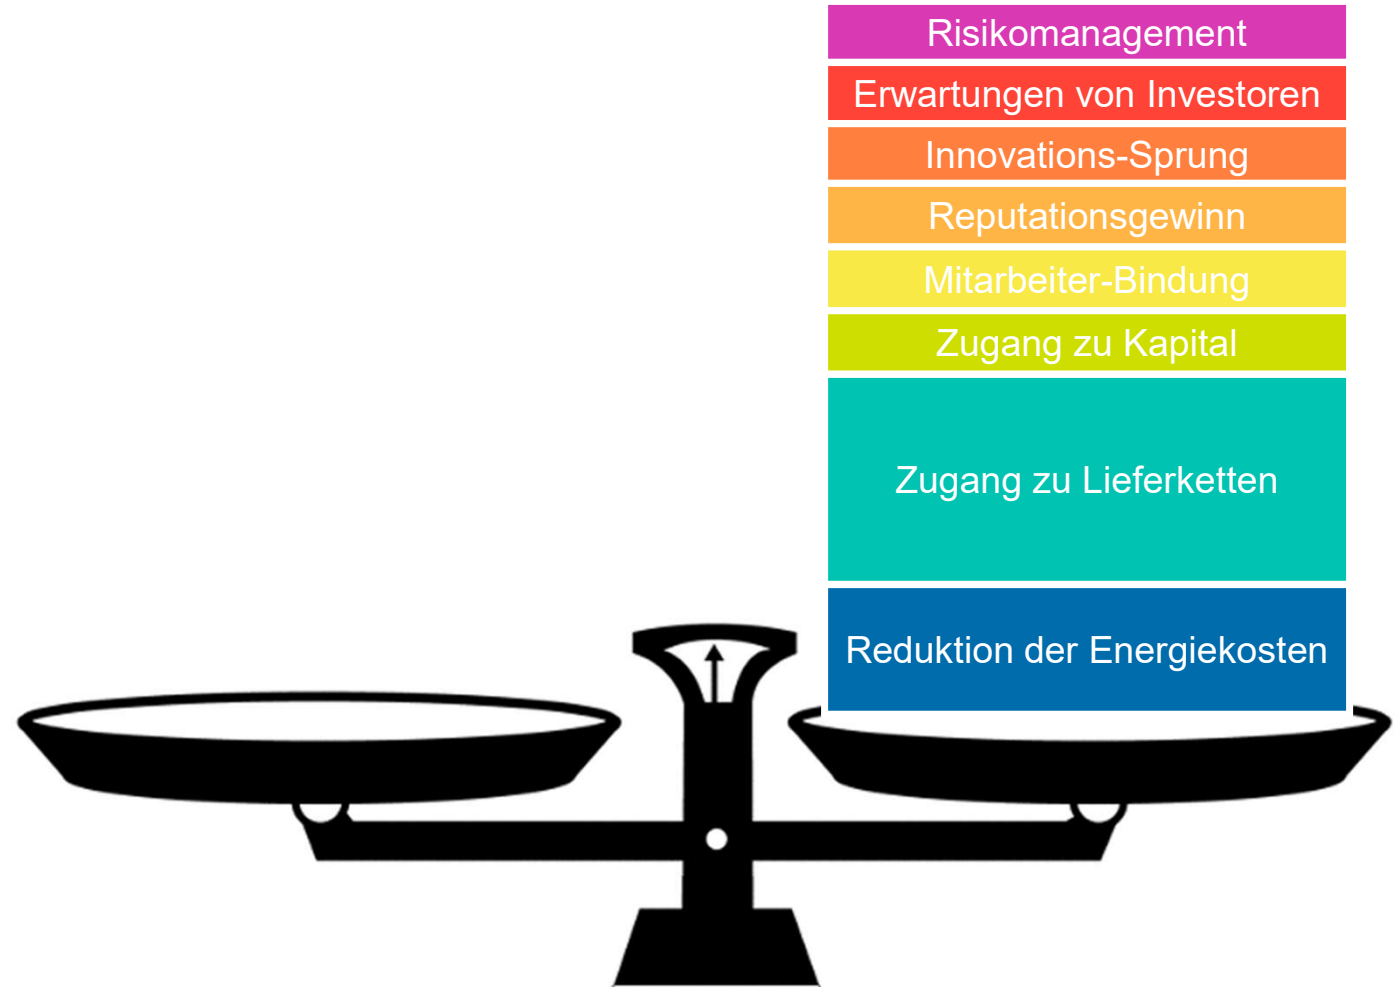 Risikomanagement
Erwartungen von Investoren
Innovations-Sprung
Reputationsgewinn
Mitarbeiter-Bindung
Zugang zu Kapital
Zugang zu Lieferketten
Reduktion der Energiekosten